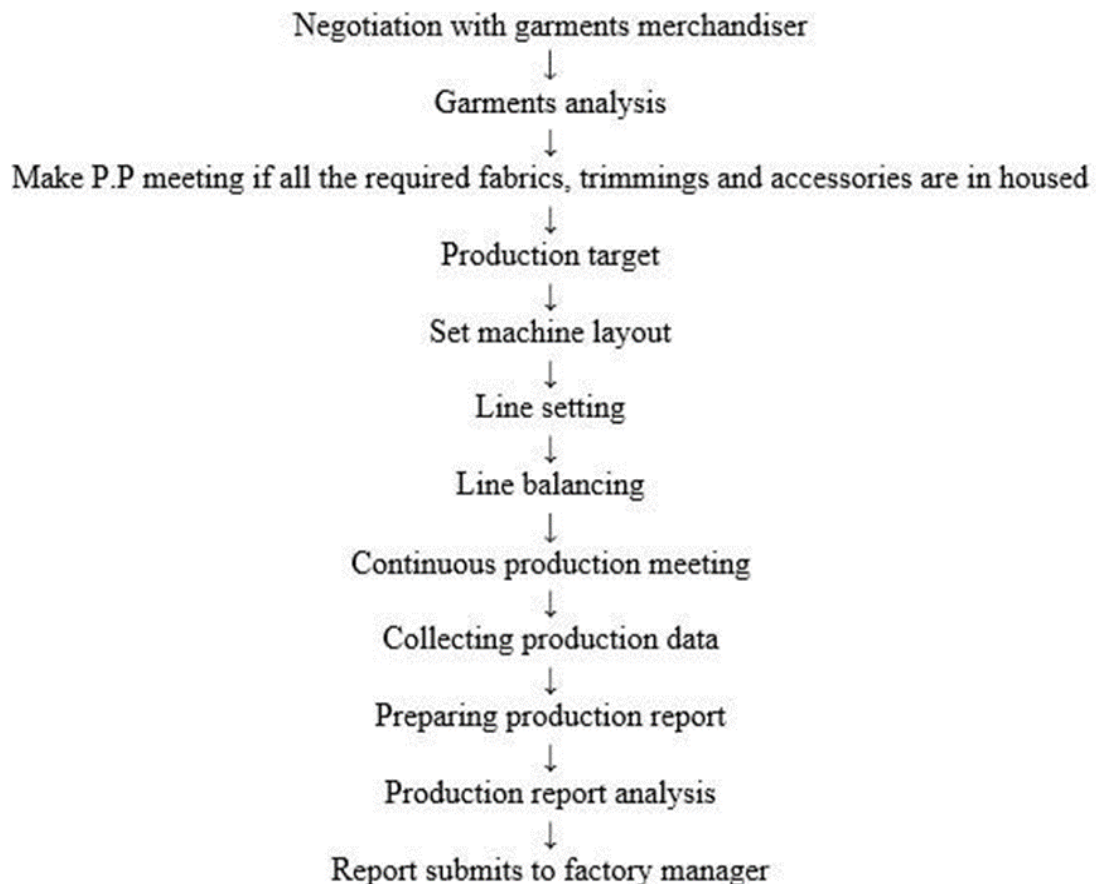 Negotiation with garments merchandiser
↓
Garments analysis
↓
Make P.P meeting if all the required fabrics, trimmings and accessories are in housed
↓
Production target
↓
Set machine layout
↓
Line setting
↓
Line balancing
↓
Continuous production meeting
↓
Collecting production data
↓
Preparing production report
↓
Production report analysis
↓
Report submits to factory manager